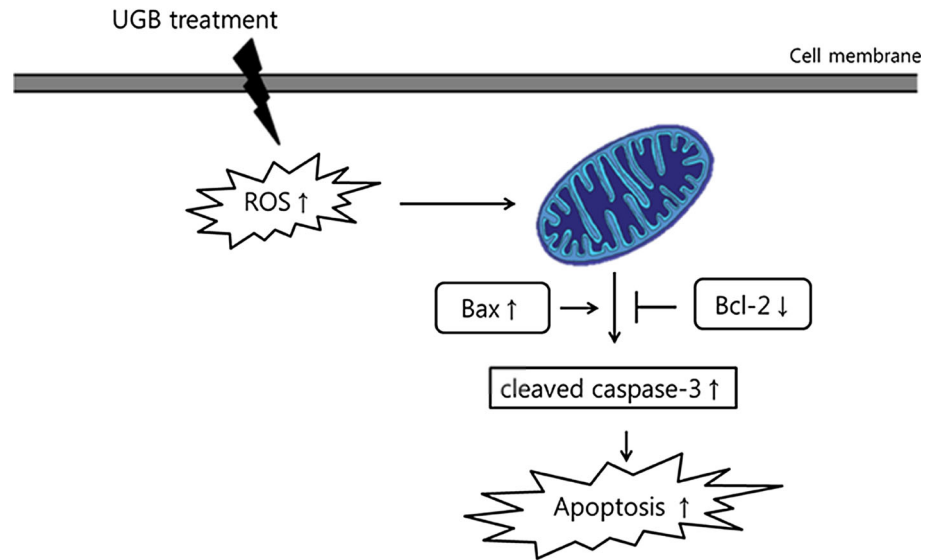 UGB treatment
Cell membrane
ROS ↑
Bax ↑
Bcl-2 ↓
cleaved caspase-3 ↑
Apoptosis ↑